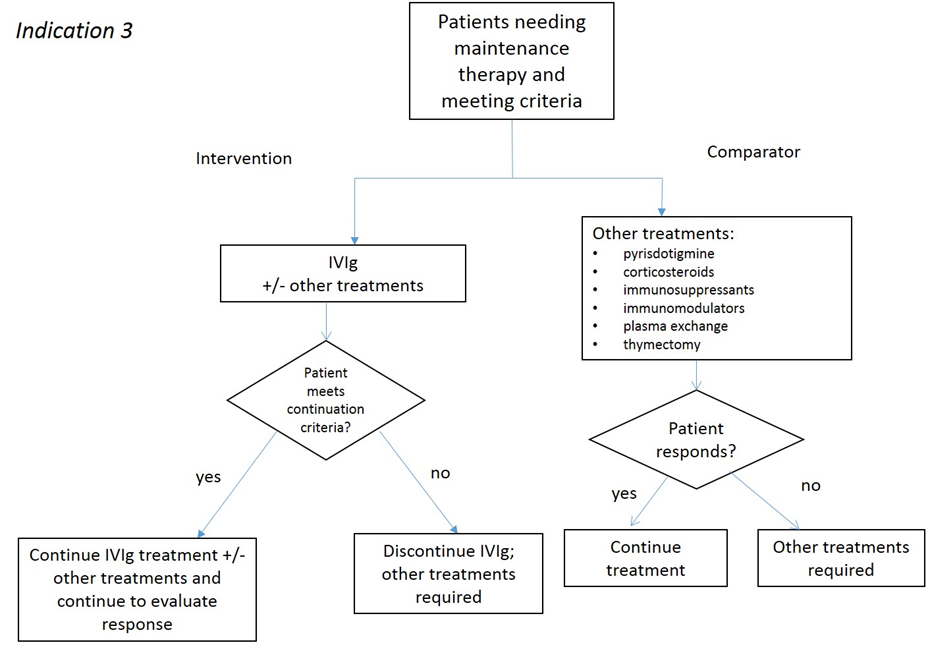 Indication 3
Patients needing
maintenance
therapy and
meeting criteria
Intervention
Comparator
IVIg
+/- other treatments
Other treatments:
• pyrisdotigmine
• corticosteroids
• immunosuppressants
• immunomodulators
• plasma exchange
• thymectomy
Patient
meets
continuation
criteria?
Patient
responds?
yes
no
yes
no
Continue IVIg treatment +/-
other treatments and
continue to evaluate
response
Discontinue IVIg;
other treatments
required
Continue
treatment
Other treatments
required